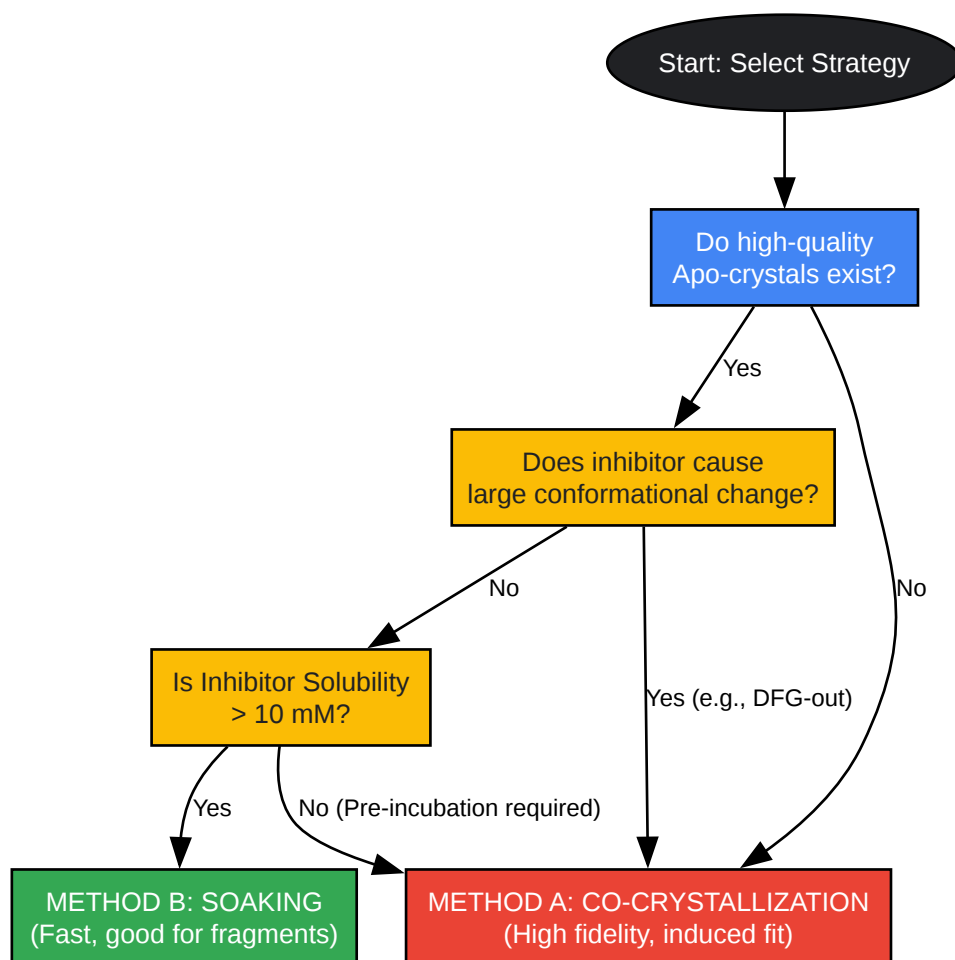 Start: Select Strategy
Do high-quality
Apo-crystals exist?
Yes
Does inhibitor cause
large conformational change?
No
No
Is Inhibitor Solubility
> 10 mM?
Yes (e.g., DFG-out)
Yes
No (Pre-incubation required)
METHOD B: SOAKING
(Fast, good for fragments)
METHOD A: CO-CRYSTALLIZATION
(High fidelity, induced fit)